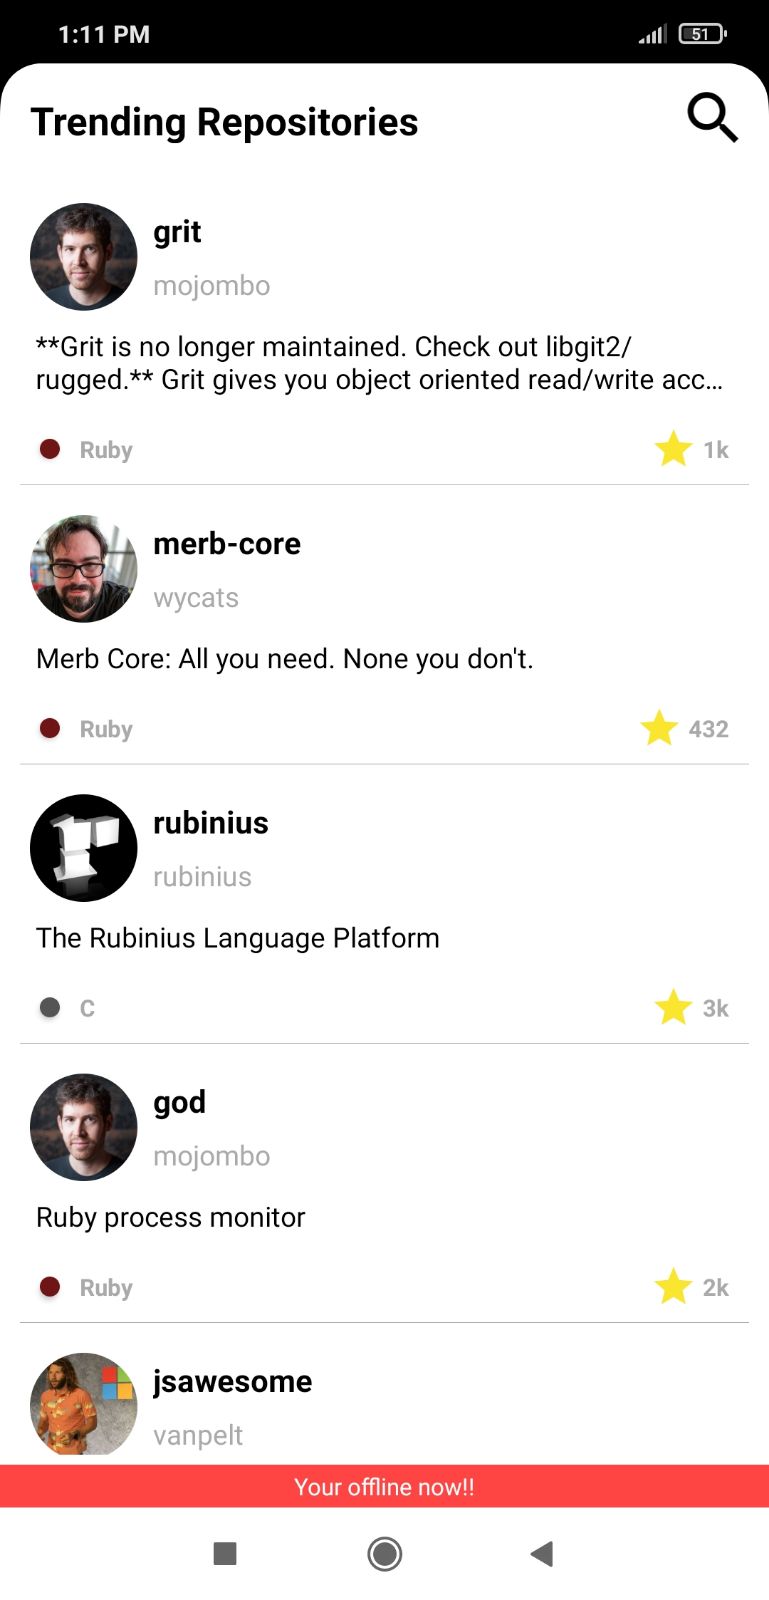 1:11 PM
51
Trending Repositories
grit
mojombo
**Grit is no longer maintained. Check out libgit2/
rugged.** Grit gives you object oriented read/write acc...
Ruby
1k
merb-core
wycats
Merb Core: All you need. None you don't.
Ruby
432
rubinius
rubinius
The Rubinius Language Platform
C
3k
god
mojombo
Ruby process monitor
Ruby
2k
jsawesome
vanpelt
Your offline now!!